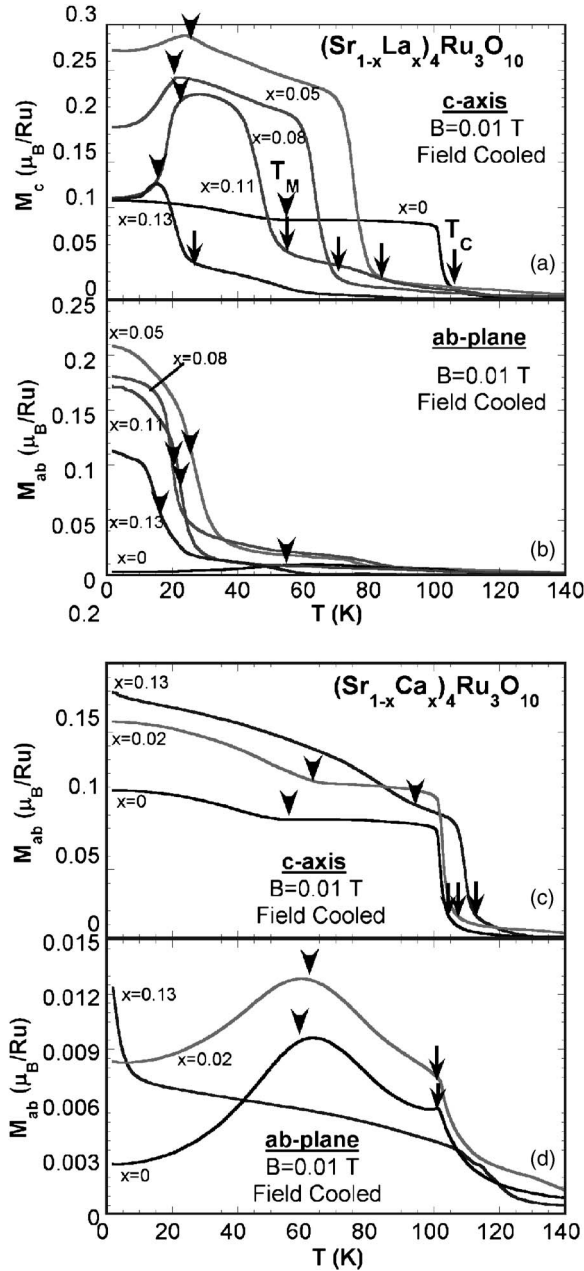 0.3
(Sr1-xLax)4Ru3O10
0.25
x=0.05
c-axis
0.2
B=0.01 T
x=0.08
Field Cooled
Mc (μB/Ru)
0.15
TM
x=0.11
0.1
x=0
TC
x=0.13
0.05
(a)
0
0.25
x=0.05
ab-plane
0.2
x=0.08
B=0.01 T
Field Cooled
0.15
Mab (μB/Ru)
x=0.11
0.1
x=0.13
0.05
x=0
(b)
0
0 20 40 60 80 100 120 140
0.2
T (K)
x=0.13
(Sr1-xCax)4Ru3O10
0.15
x=0.02
0.1
Mab (μB/Ru)
x=0
0.05
c-axis
B=0.01 T
(c)
Field Cooled
0
0.015
x=0.13
0.012
0.009
x=0.02
Mab (μB/Ru)
0.006
ab-plane
0.003
x=0
B=0.01 T
(d)
Field Cooled
0
0 20 40 60 80 100 120 140
T (K)